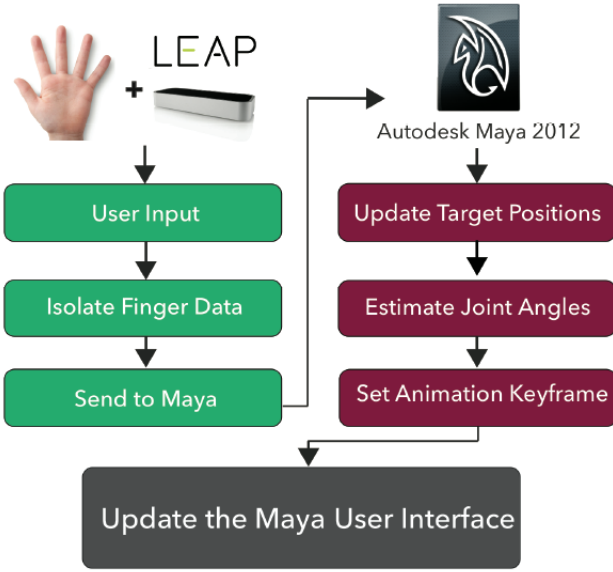 LEAP
+
Autodesk Maya 2012
User Input
Isolate Finger Data
Send to Maya
Update Target Positions
Estimate Joint Angles
Set Animation Keyframe
Update the Maya User Interface